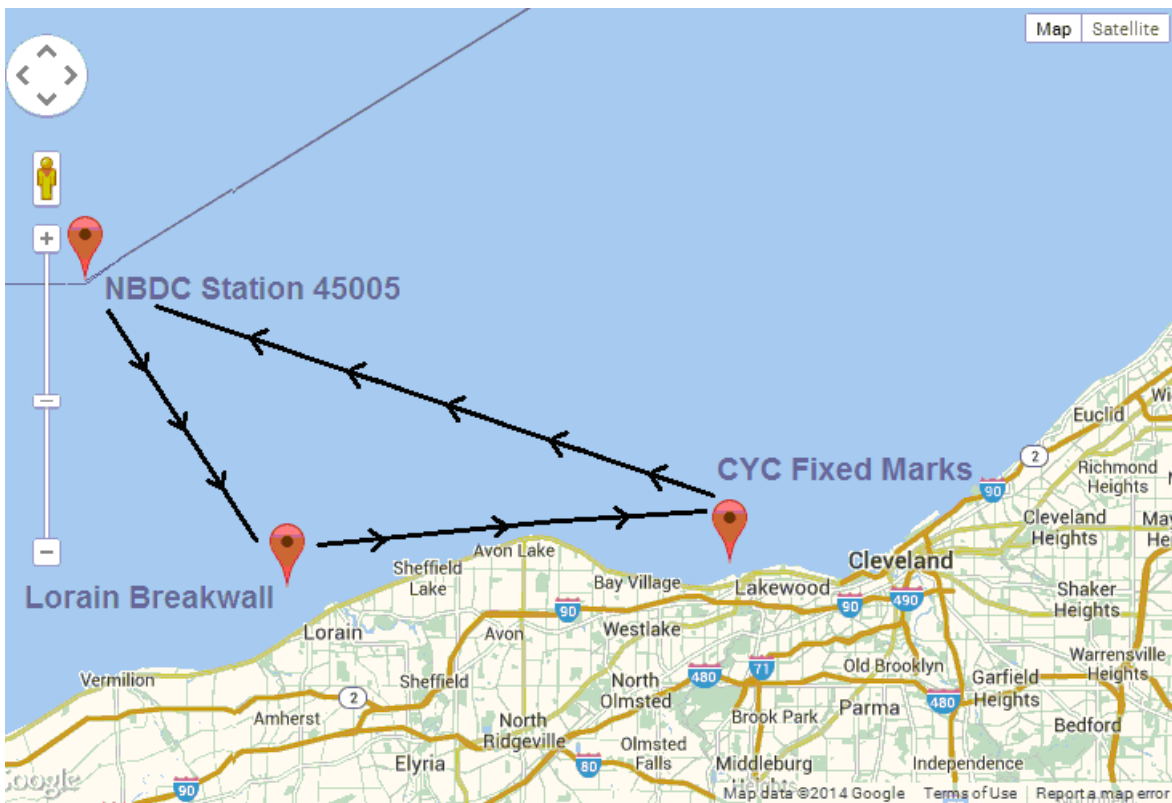 Map Satellite
NBDC Station 45005
CYC Fixed Marks
Lorain Breakwall
2
Euclid
90
Richmond
Heights
Cleveland
Heights
Avon Lake
Sheffield
Lake
Bay Village
Lakewood
Cleveland
90
90
490
Shaker
Heights
Lorain
Avon
Westlake
Vermilion
Sheffield
2
Amherst
North
Olmsted
480
71
Old Brooklyn
Warrensville
Heights
Garfield
Heights
480
Brook Park
Parma
Bedford
North
Ridgeville
Elyria
Olmsted
Falls
80
90
Middleburg
Heights
Independence
Google
Map data ©2014 Google Terms of Use Report a map error